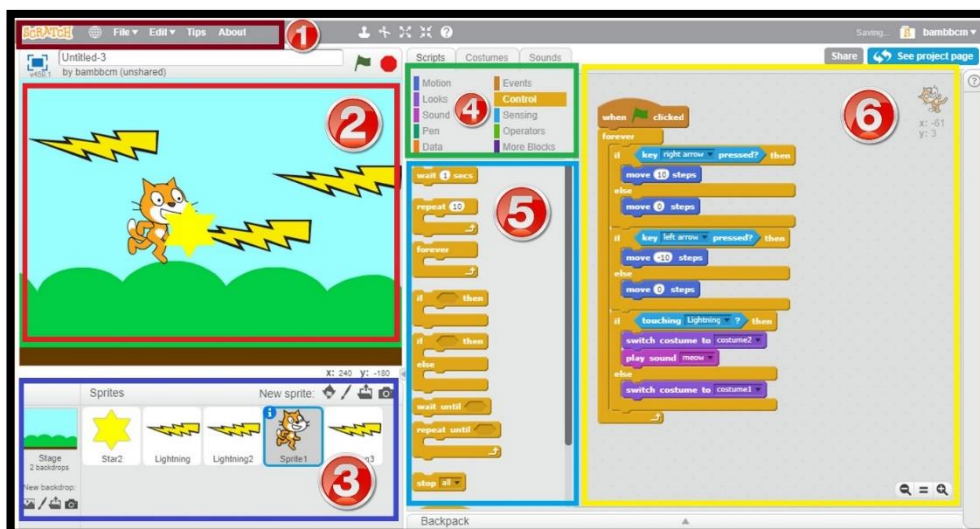 SCRATCH File Edit Tips About
Saving... bambbcm
1
Untitled-3
by bambbcm (unshared)
v450.1
Scripts Costumes Sounds
Share See project page
2
Motion Events
Looks Control
Sound Sensing
Pen Operators
Data More Blocks
4
6
x: -61
y: 3
wait 1 secs
repeat 10
forever
if then
if then
else
wait until
repeat until
stop all
5
when clicked
forever
if key right arrow pressed? then
move 10 steps
else
move 0 steps
if key left arrow pressed? then
move -10 steps
else
move 0 steps
if touching Lightning ? then
switch costume to costume2
play sound meow
else
switch costume to costume1
x: 240 y: -180
Sprites New sprite:
Stage
2 backdrops
New backdrop:
Star2 Lightning Lightning2 Sprite1
3
Backpack